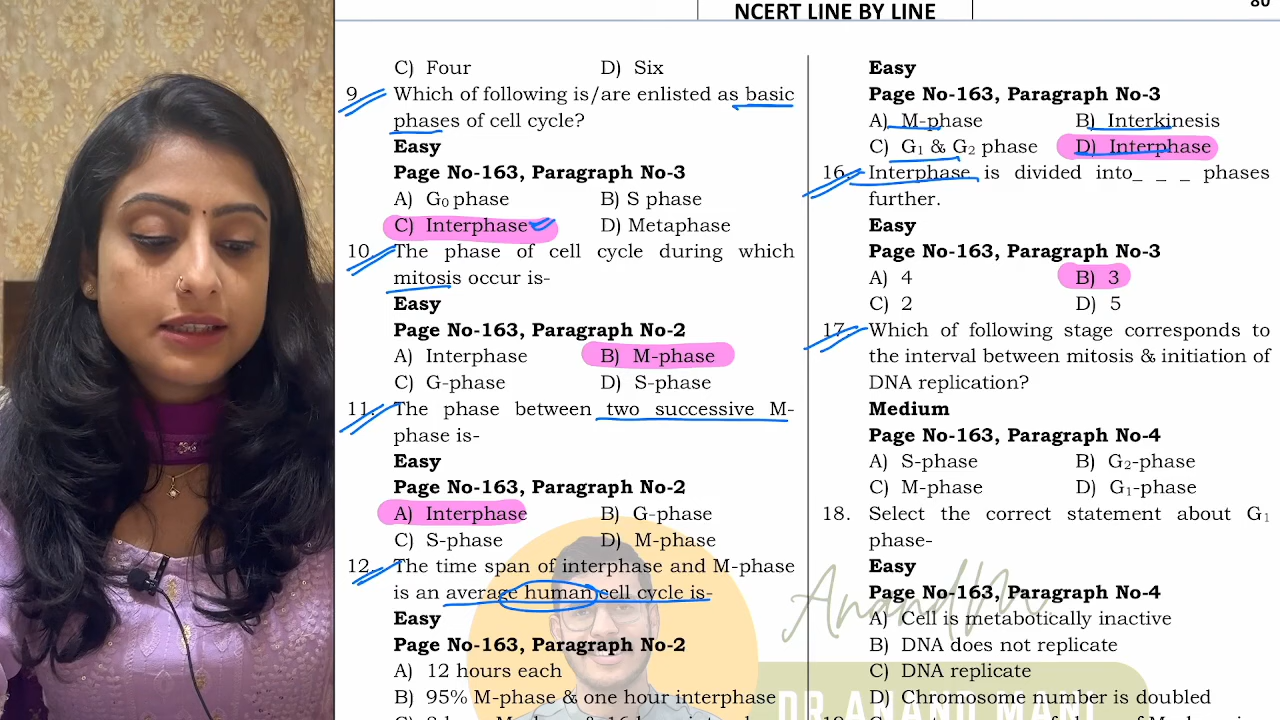 NCERT LINE BY LINE
80
C) Four D) Six
9. Which of following is/are enlisted as basic
phases of cell cycle?
Easy
Page No-163, Paragraph No-3
A) G₀ phase B) S phase
C) Interphase D) Metaphase
10. The phase of cell cycle during which
mitosis occur is-
Easy
Page No-163, Paragraph No-2
A) Interphase B) M-phase
C) G-phase D) S-phase
11. The phase between two successive M-
phase is-
Easy
Page No-163, Paragraph No-2
A) Interphase B) G-phase
C) S-phase D) M-phase
12. The time span of interphase and M-phase
is an average human cell cycle is-
Easy
Page No-163, Paragraph No-2
A) 12 hours each
B) 95% M-phase & one hour interphase
Easy
Page No-163, Paragraph No-3
A) M-phase B) Interkinesis
C) G₁ & G₂ phase D) Interphase
16. Interphase is divided into_ _ _ phases
further.
Easy
Page No-163, Paragraph No-3
A) 4 B) 3
C) 2 D) 5
17. Which of following stage corresponds to
the interval between mitosis & initiation of
DNA replication?
Medium
Page No-163, Paragraph No-4
A) S-phase B) G₂-phase
C) M-phase D) G₁-phase
18. Select the correct statement about G₁
phase-
Easy
Page No-163, Paragraph No-4
A) Cell is metabotically inactive
B) DNA does not replicate
C) DNA replicate
D) Chromosome number is doubled
DR ANAND MANI